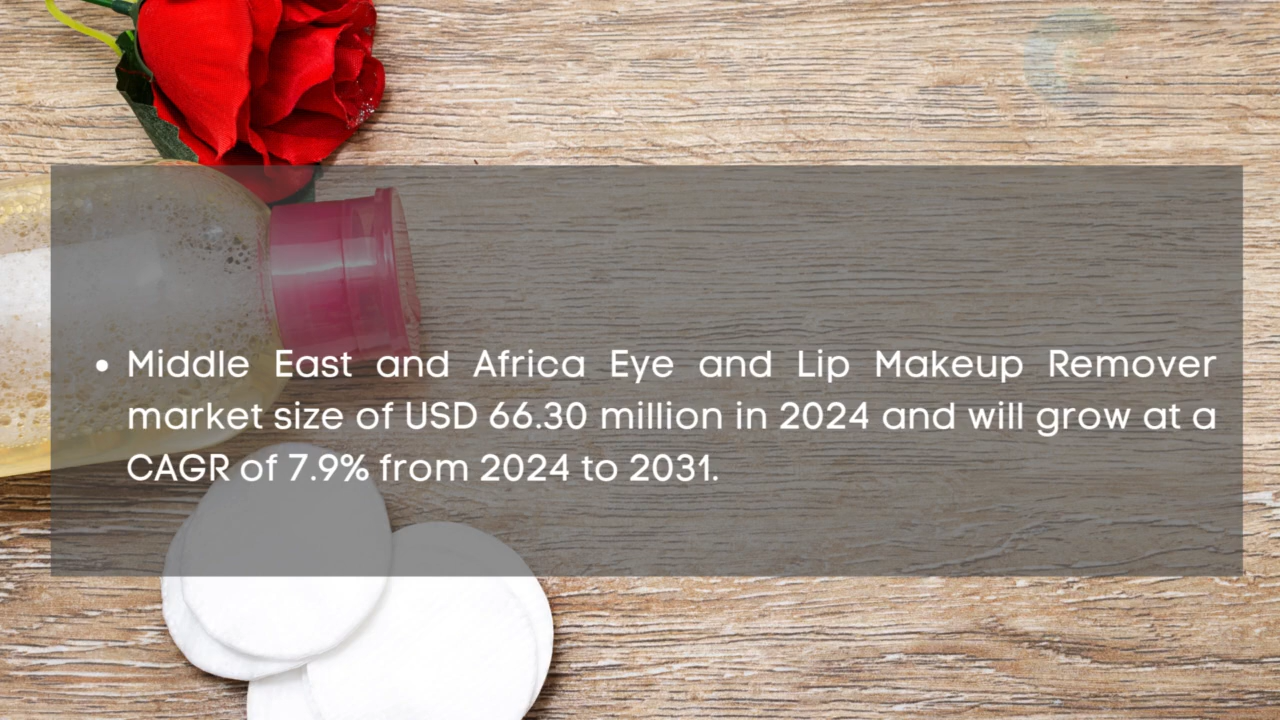 • Middle East and Africa Eye and Lip Makeup Remover
market size of USD 66.30 million in 2024 and will grow at a
CAGR of 7.9% from 2024 to 2031.